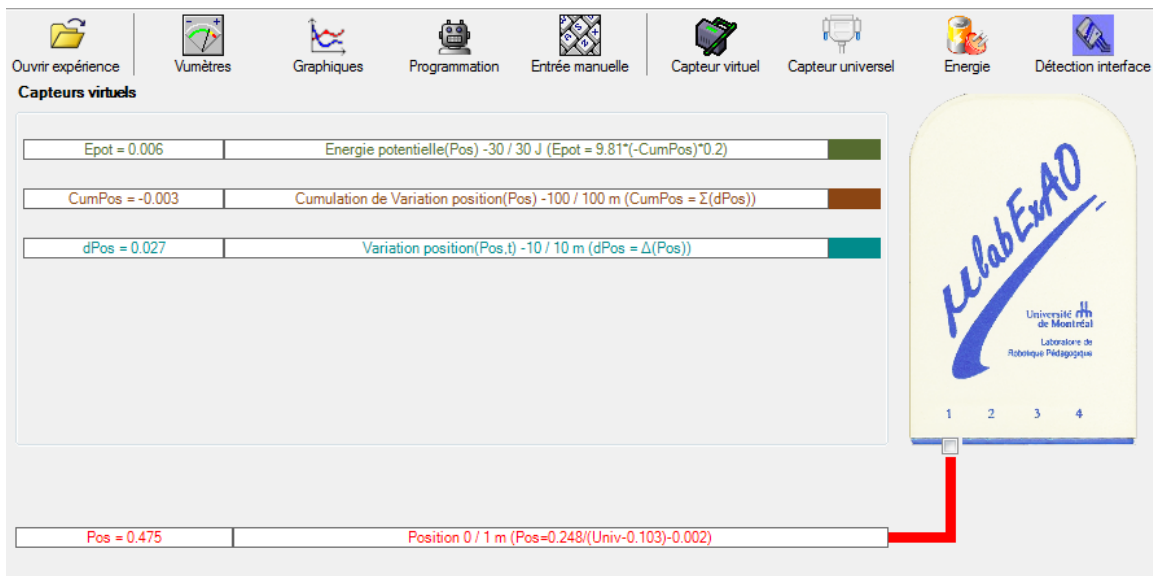 Ouvrir expérience Vumètres Graphiques Programmation Entrée manuelle Capteur virtuel Capteur universel Energie Détection interface
Capteurs virtuels
Epot = 0.006 Energie potentielle(Pos) -30 / 30 J (Epot = 9.81*(-CumPos)*0.2)
CumPos = -0.003 Cumulation de Variation position(Pos) -100 / 100 m (CumPos = Σ(dPos))
dPos = 0.027 Variation position(Pos,t) -10 / 10 m (dPos = Δ(Pos))
µlabExAO
Université
de Montréal
Laboratoire de
Robotique Pédagogique
1 2 3 4
Pos = 0.475 Position 0 / 1 m (Pos=0.248/(Univ-0.103)-0.002)